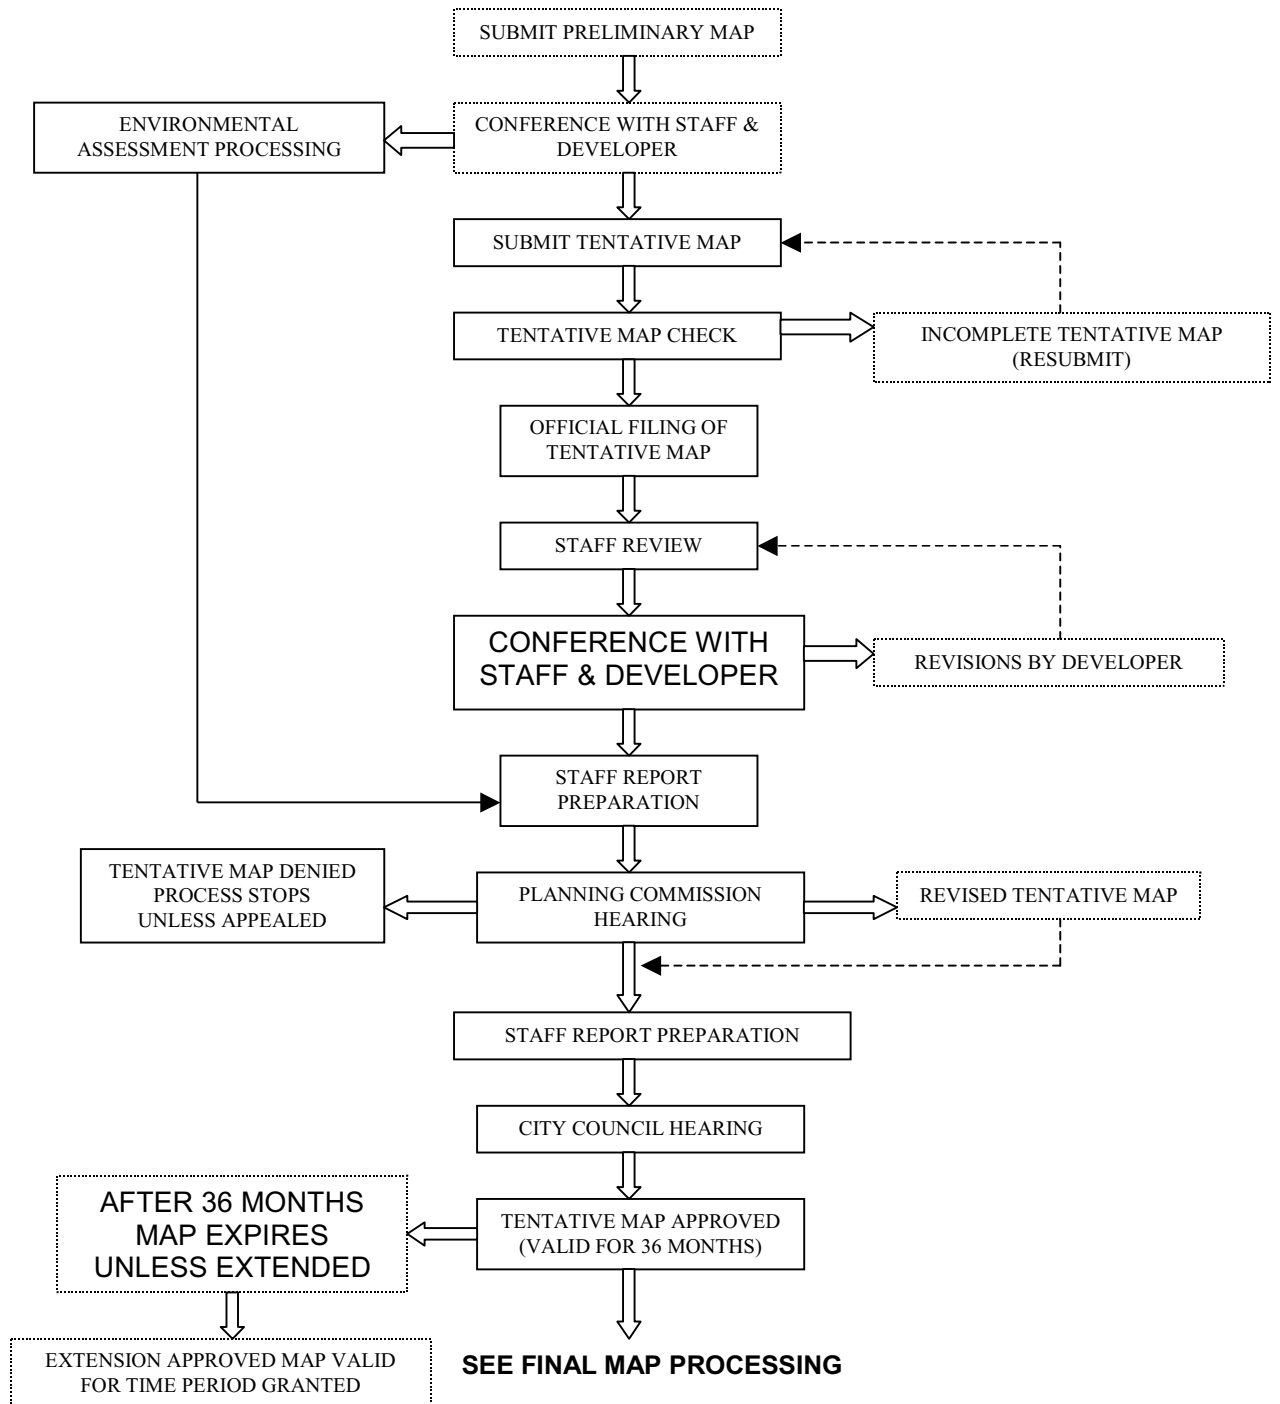 SUBMIT PRELIMINARY MAP
ENVIRONMENTAL
ASSESSMENT PROCESSING
CONFERENCE WITH STAFF &
DEVELOPER
SUBMIT TENTATIVE MAP
TENTATIVE MAP CHECK
INCOMPLETE TENTATIVE MAP
(RESUBMIT)
OFFICIAL FILING OF
TENTATIVE MAP
STAFF REVIEW
CONFERENCE WITH
STAFF & DEVELOPER
REVISIONS BY DEVELOPER
STAFF REPORT
PREPARATION
TENTATIVE MAP DENIED
PROCESS STOPS
UNLESS APPEALED
PLANNING COMMISSION
HEARING
REVISED TENTATIVE MAP
STAFF REPORT PREPARATION
CITY COUNCIL HEARING
AFTER 36 MONTHS
MAP EXPIRES
UNLESS EXTENDED
TENTATIVE MAP APPROVED
(VALID FOR 36 MONTHS)
EXTENSION APPROVED MAP VALID
FOR TIME PERIOD GRANTED
SEE FINAL MAP PROCESSING